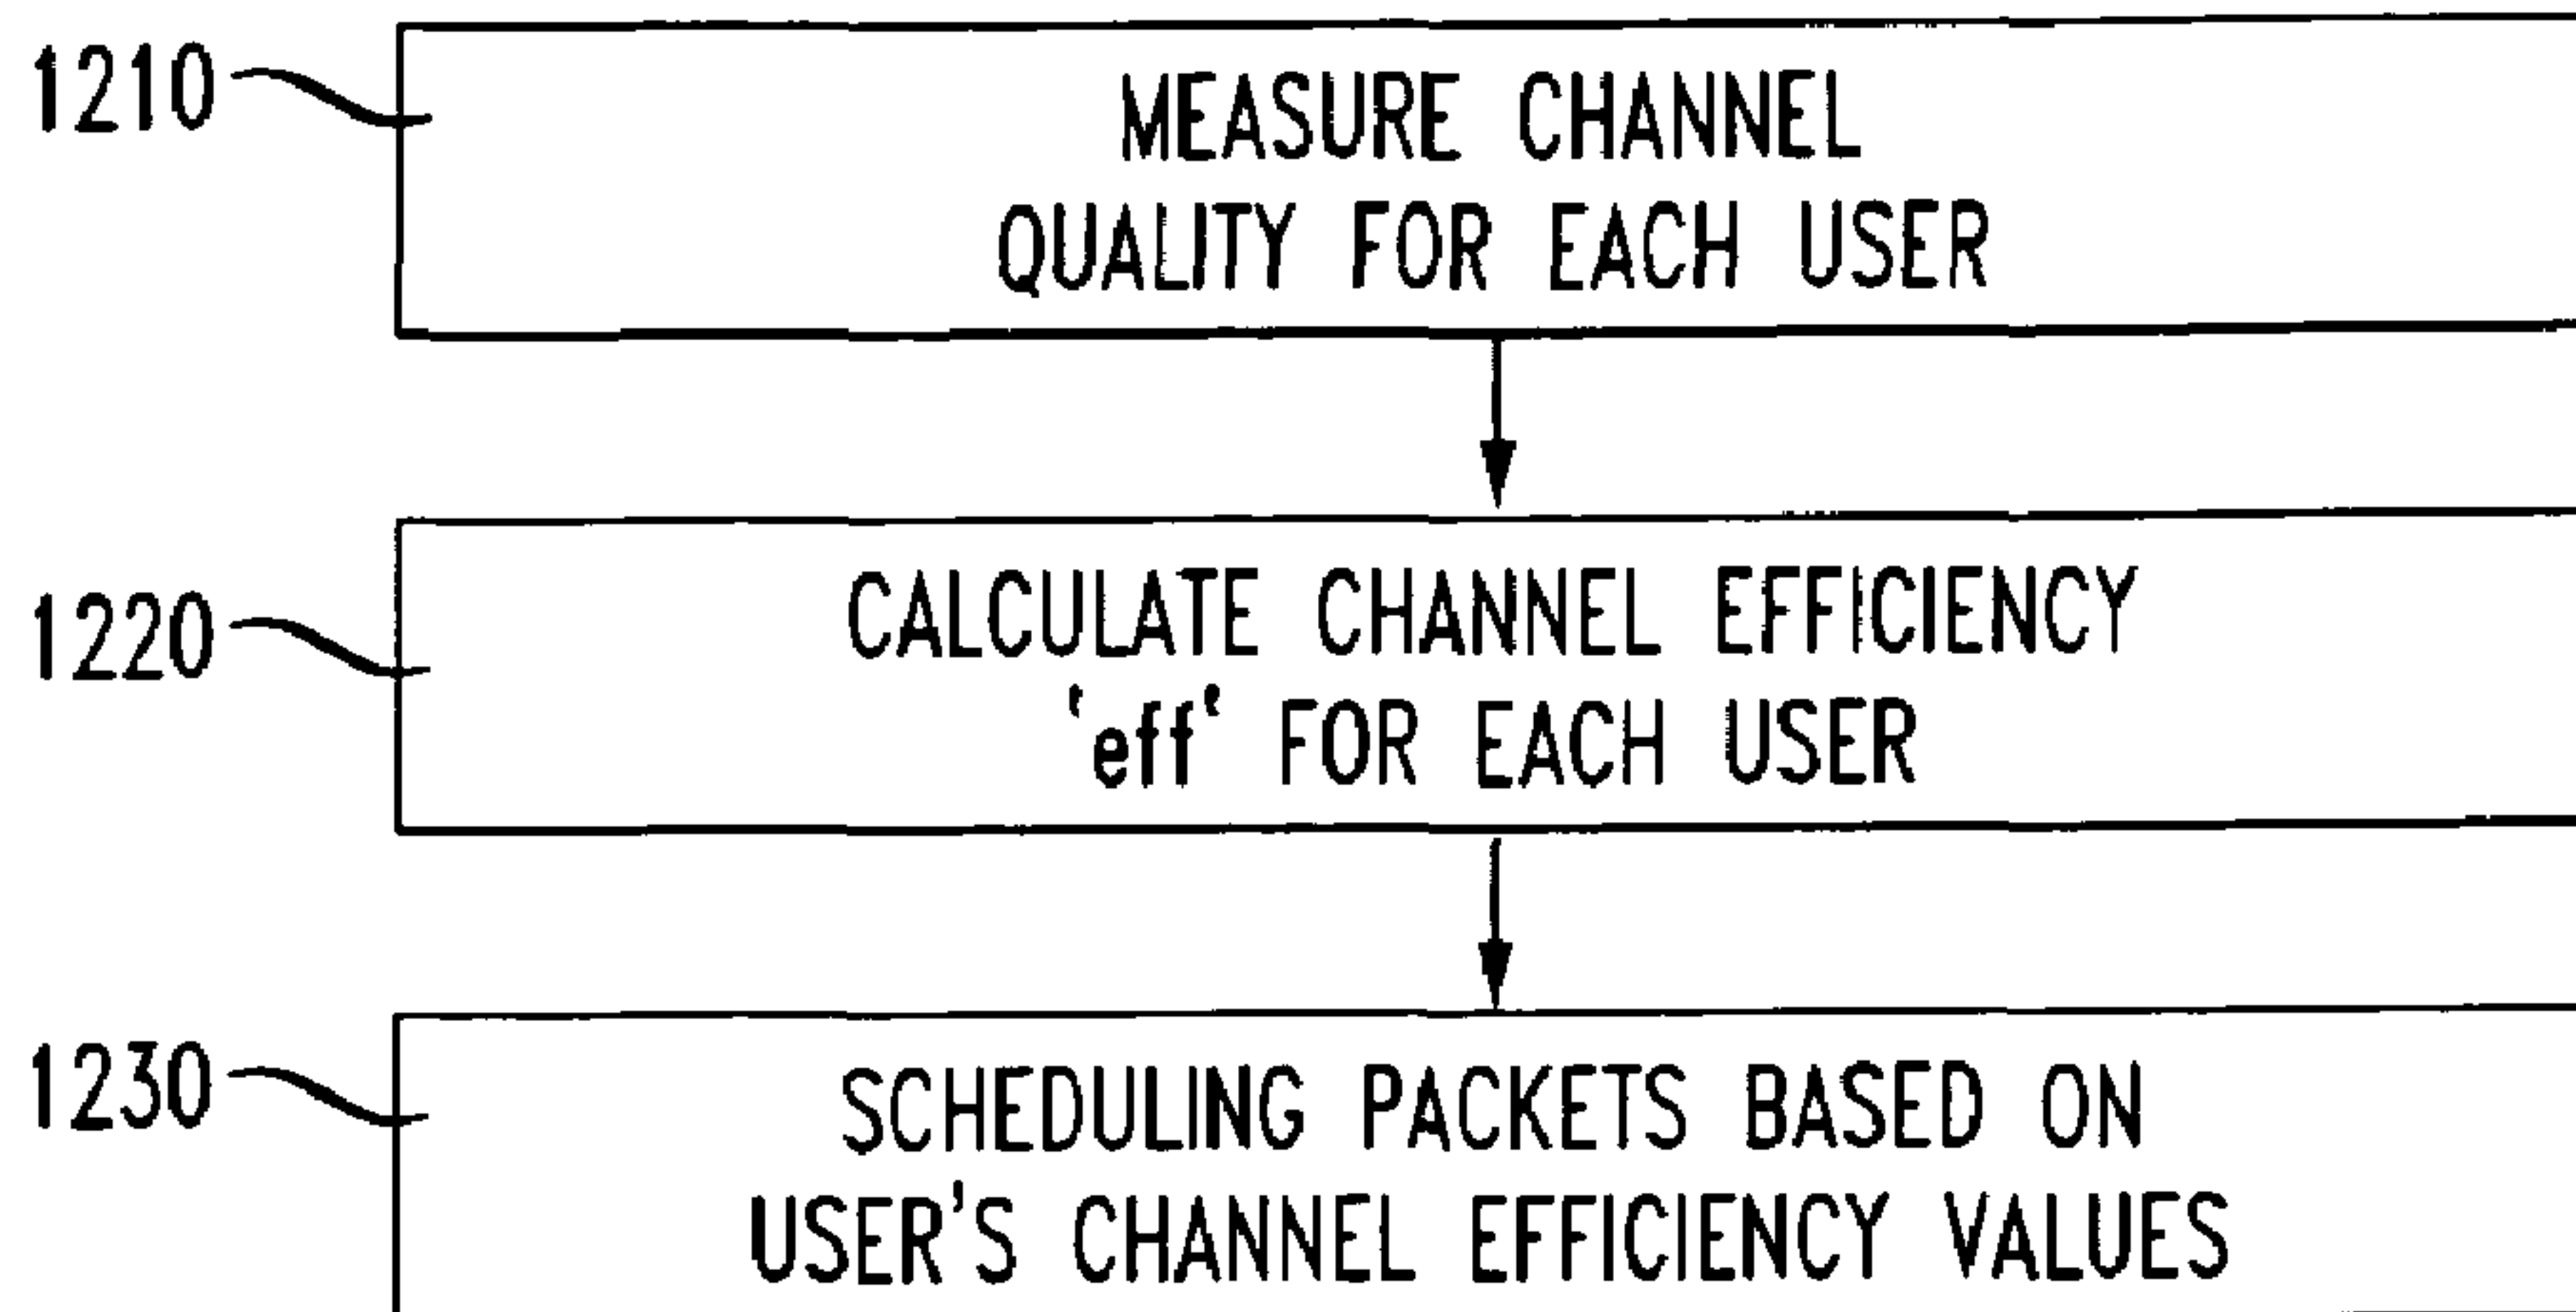 1210
MEASURE CHANNEL
QUALITY FOR EACH USER
1220
CALCULATE CHANNEL EFFICIENCY
'eff' FOR EACH USER
1230
SCHEDULING PACKETS BASED ON
USER'S CHANNEL EFFICIENCY VALUES